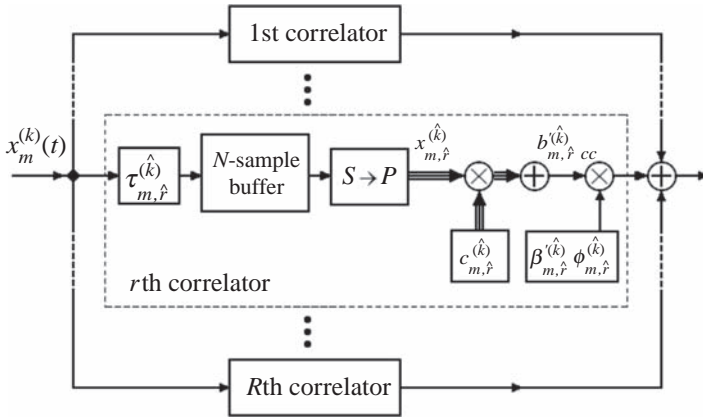 1st correlator
x_m^{(k)}(t)
τ_{m,r̂}^{(k̂)}
N-sample
buffer
S → P
x_{m,r̂}^{(k̂)}
b'_{m,r̂}^{(k̂)} cc
c_{m,r̂}^{(k̂)}
β'_{m,r̂}^{(k̂)} ϕ_{m,r̂}^{(k̂)}
rth correlator
Rth correlator